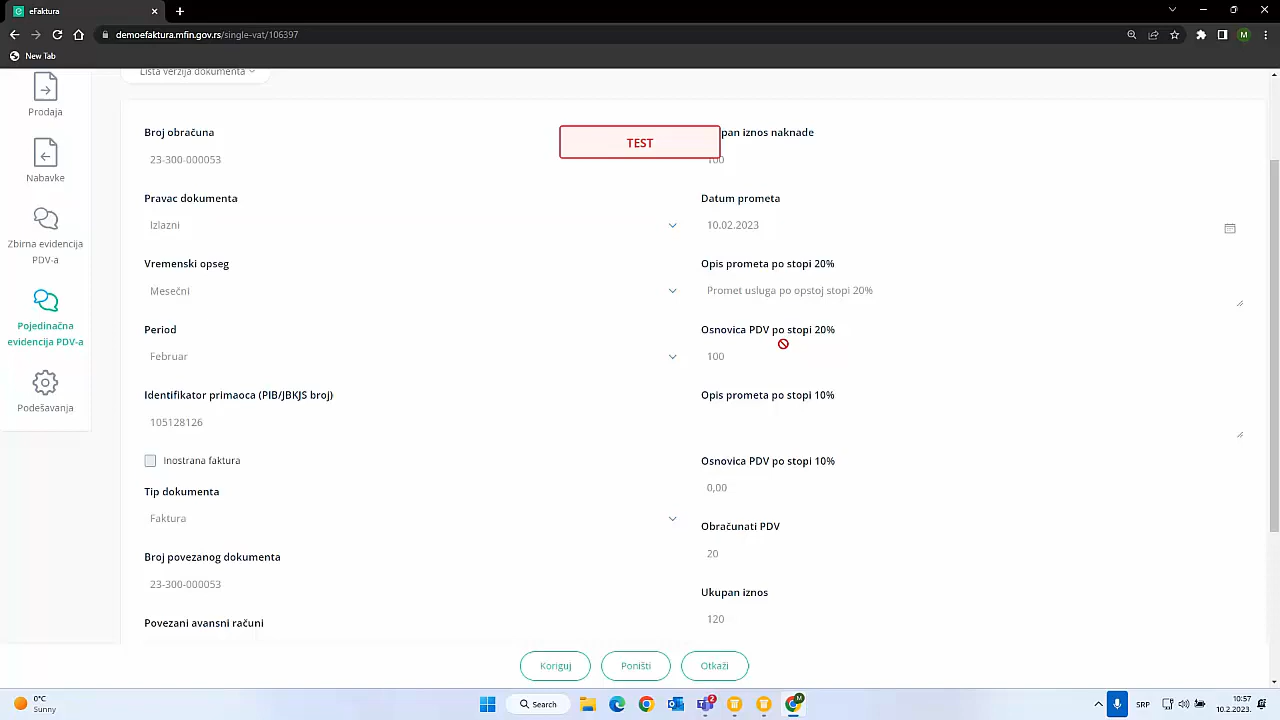 eFaktura
demoefaktura.mfin.gov.rs/single-vat/106397
M
New Tab
Lista verzija dokumenta
Prodaja
Nabavke
Zbirna evidencija
PDV-a
Pojedinačna
evidencija PDV-a
Podešavanja
TEST
Broj obračuna
23-300-000053
Pravac dokumenta
Izlazni
Vremenski opseg
Mesečni
Period
Februar
Identifikator primaoca (PIB/JBKJS broj)
105128126
Inostrana faktura
Tip dokumenta
Faktura
Broj povezanog dokumenta
23-300-000053
Povezani avansni računi
pan iznos naknade
100
Datum prometa
10.02.2023
Opis prometa po stopi 20%
Promet usluga po opstoj stopi 20%
Osnovica PDV po stopi 20%
100
Opis prometa po stopi 10%
Osnovica PDV po stopi 10%
0,00
Obračunati PDV
20
Ukupan iznos
120
Koriguj
Poništi
Otkaži
0°C
Sunny
Search
2
M
SRP
10:57
10.2.2023.